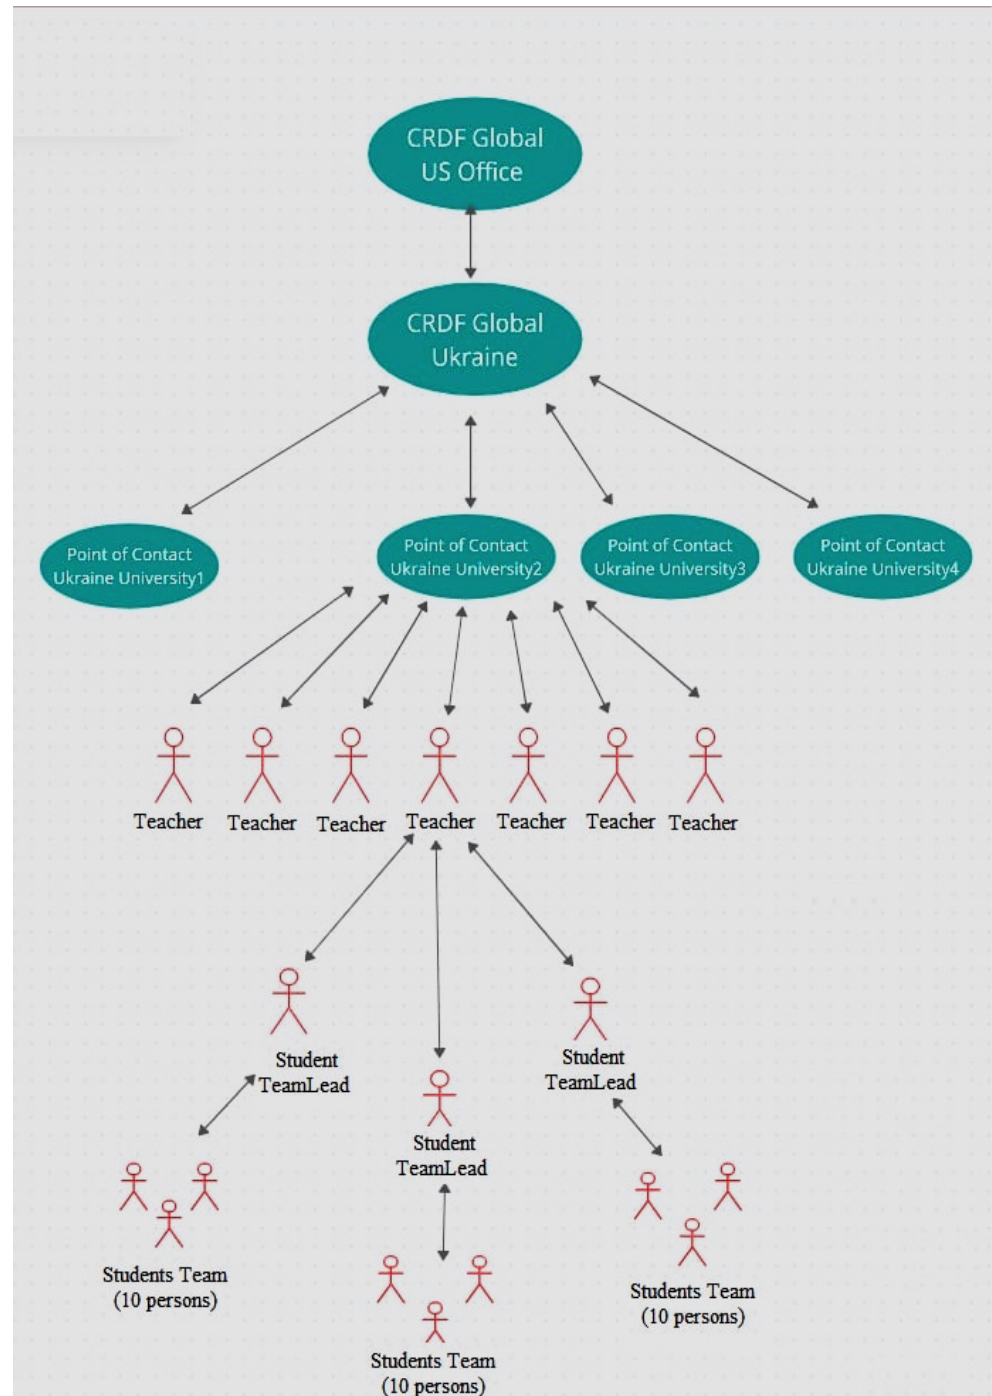 CRDF Global
US Office
CRDF Global
Ukraine
Point of Contact
Ukraine University1
Point of Contact
Ukraine University2
Point of Contact
Ukraine University3
Point of Contact
Ukraine University4
Teacher
Teacher
Teacher
Teacher
Teacher
Teacher
Teacher
Student
TeamLead
Student
TeamLead
Student
TeamLead
Students Team
(10 persons)
Students Team
(10 persons)
Students Team
(10 persons)